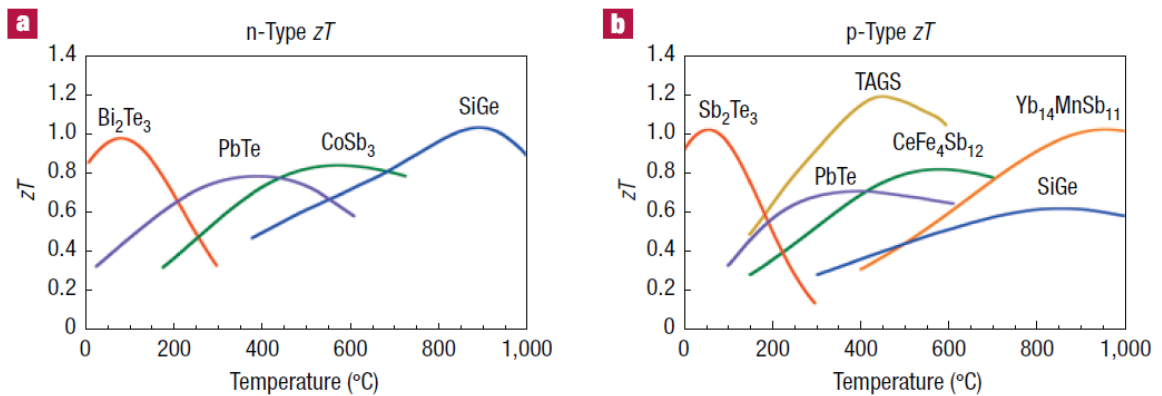 a
n-Type zT
1.4
1.2
1.0
0.8
0.6
0.4
0.2
0
zT
Bi₂Te₃
PbTe
CoSb₃
SiGe
0 200 400 600 800 1,000
Temperature (°C)
b
p-Type zT
1.4
1.2
1.0
0.8
0.6
0.4
0.2
0
zT
Sb₂Te₃
TAGS
PbTe
CeFe₄Sb₁₂
Yb₁₄MnSb₁₁
SiGe
0 200 400 600 800 1,000
Temperature (°C)